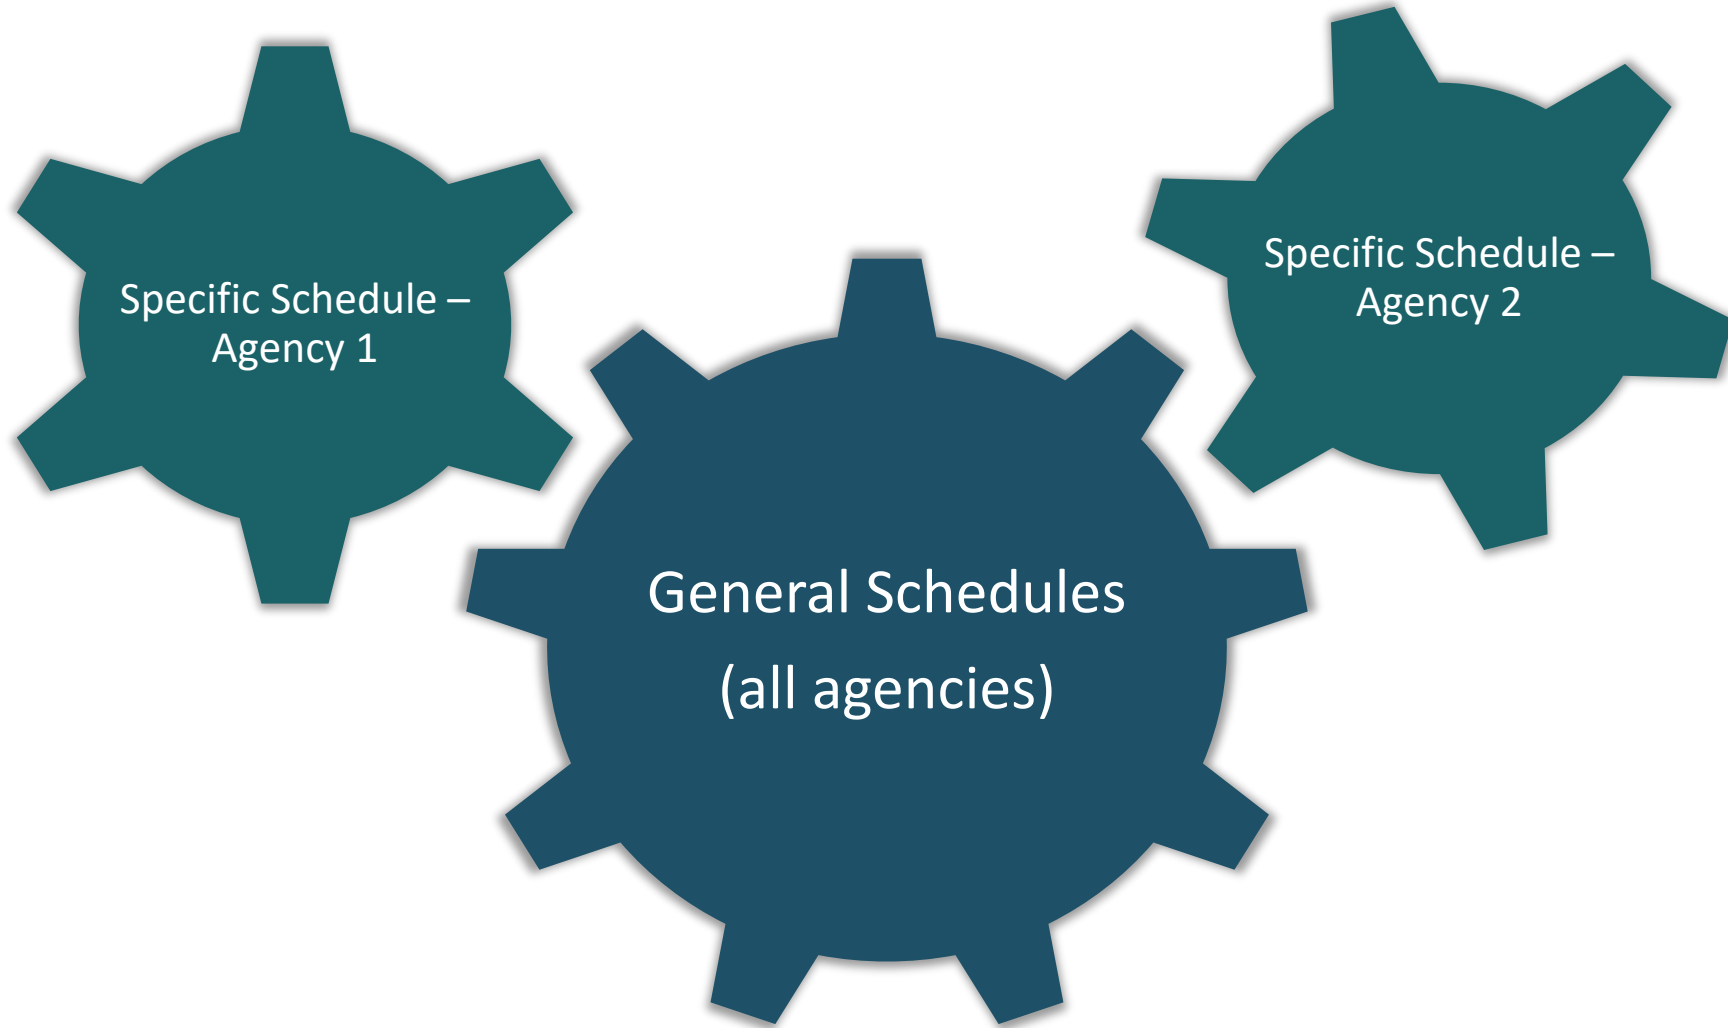 Specific Schedule –
Agency 1
Specific Schedule –
Agency 2
General Schedules
(all agencies)